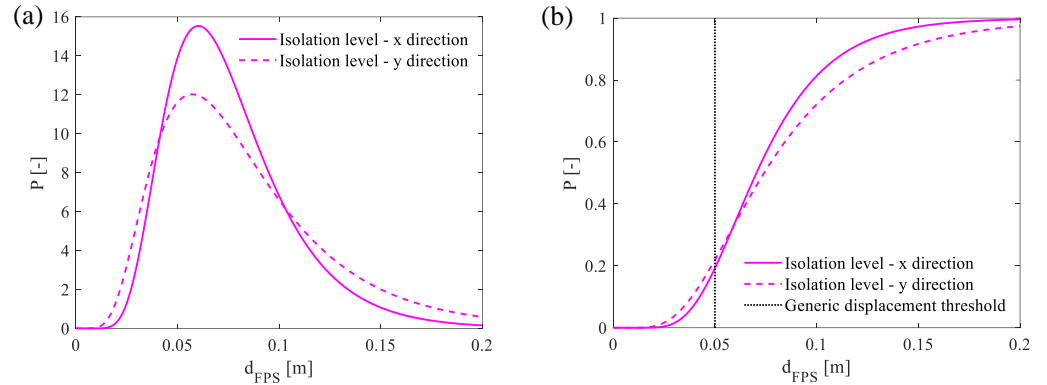 (a)
16
14
12
10
8
6
4
2
0
P [-]
Isolation level - x direction
Isolation level - y direction
0
0.05
0.1
0.15
0.2
d_FPS [m]
(b)
1
0.8
0.6
0.4
0.2
0
P [-]
Isolation level - x direction
Isolation level - y direction
Generic displacement threshold
0
0.05
0.1
0.15
0.2
d_FPS [m]